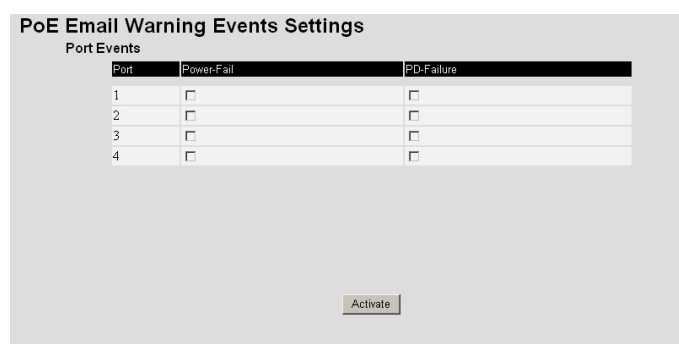 PoE Email Warning Events Settings
Port Events
Port Power-Fail PD-Failure
1
2
3
4
Activate